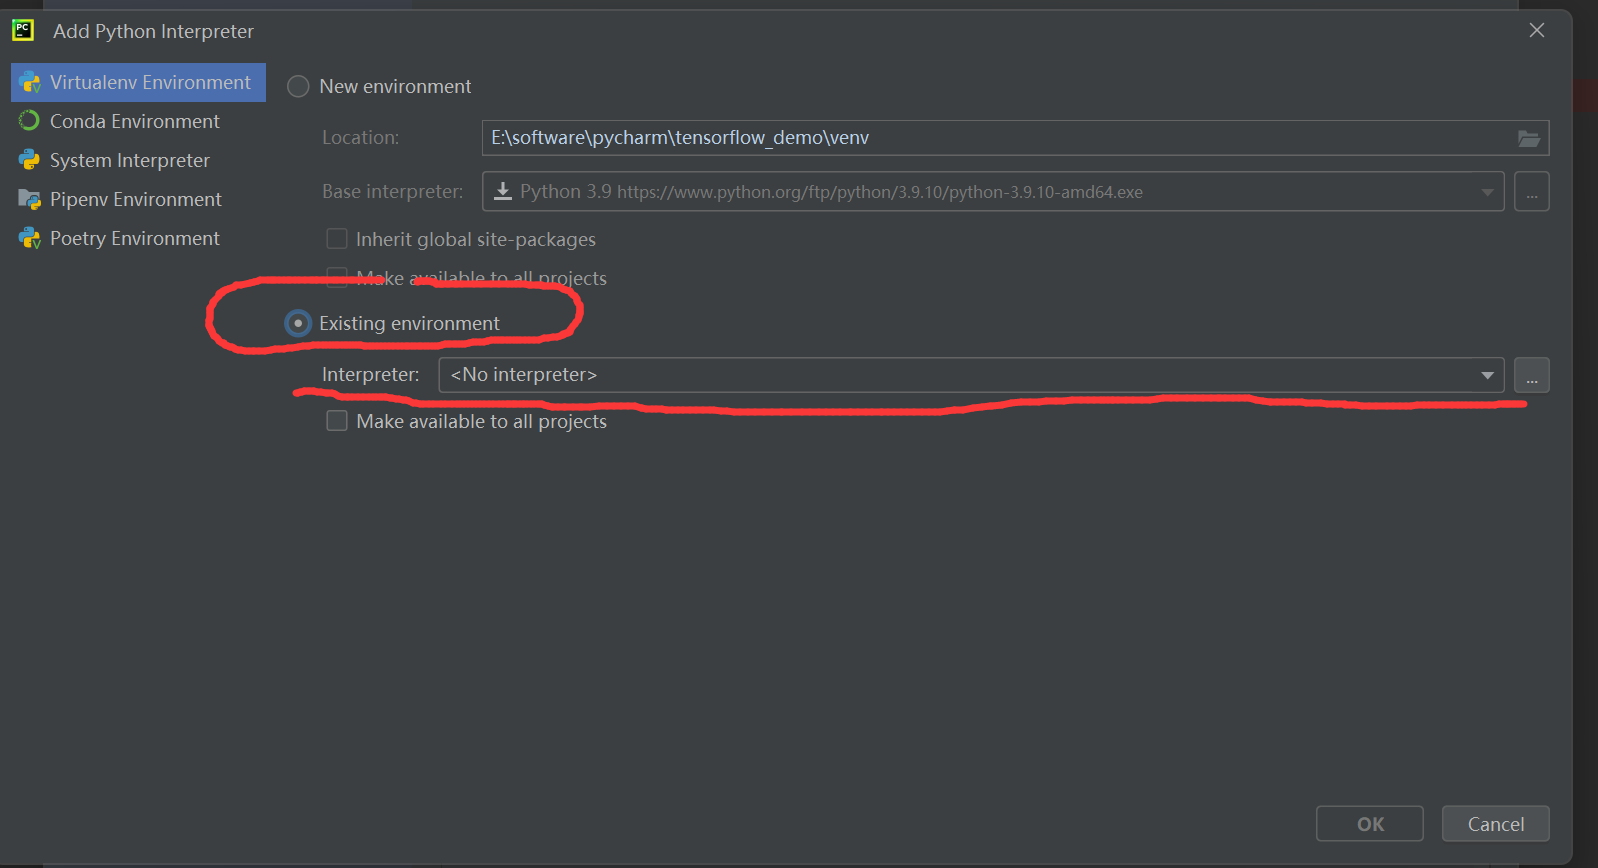 PC
Add Python Interpreter
Virtualenv Environment
Conda Environment
System Interpreter
Pipenv Environment
Poetry Environment
New environment
Location: E:\software\pycharm\tensorflow_demo\venv
Base interpreter: Python 3.9 https://www.python.org/ftp/python/3.9.10/python-3.9.10-amd64.exe ...
Inherit global site-packages
Make available to all projects
Existing environment
Interpreter: <No interpreter> ...
Make available to all projects
OK Cancel